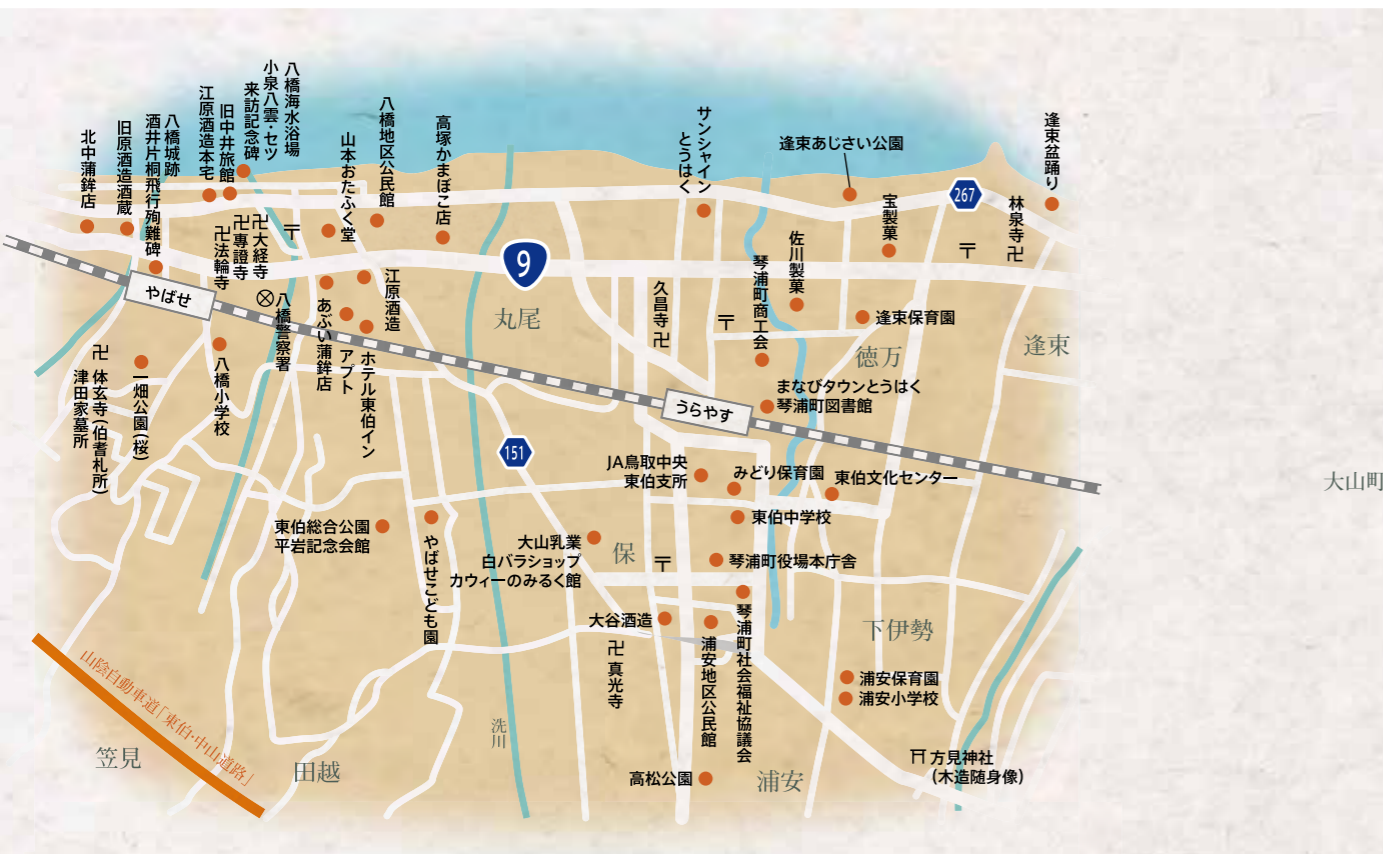 北中蒲鉾店
旧原酒造酒蔵
八橋城跡
酒井片桐飛行殉難碑
江原酒造本宅
旧中井旅館
八橋海水浴場
小泉八雲・セツ
来訪記念碑
山本おたふく堂
八橋地区公民館
高塚かまぼこ店
サンシャイン
とうはく
逢束あじさい公園
逢束盆踊り
宝製菓
267
林泉寺卍
〒
卍法輪寺
卍専證寺
卍大経寺
〒
9
やばせ
八橋警察署
あぶい蒲鉾店
アプト
江原酒造
ホテル東伯イン
丸尾
久昌寺卍
〒
琴浦町商工会
佐川製菓
逢束保育園
徳万
逢束
まなびタウンとうはく
琴浦町図書館
うらやす
卍
体玄寺(伯耆札所)
津田家墓所
一畑公園(桜)
八橋小学校
151
JA鳥取中央
東伯支所
みどり保育園
東伯文化センター
大山町
東伯中学校
東伯総合公園
平岩記念会館
やばせこども園
大山乳業
白バラショップ
カウィーのみるく館
保
〒
琴浦町役場本庁舎
大谷酒造
卍真光寺
浦安地区公民館
琴浦町社会福祉協議会
下伊勢
浦安保育園
浦安小学校
山陰自動車道「東伯・中山道路」
笠見
田越
洗川
高松公園
浦安
方見神社
(木造随身像)